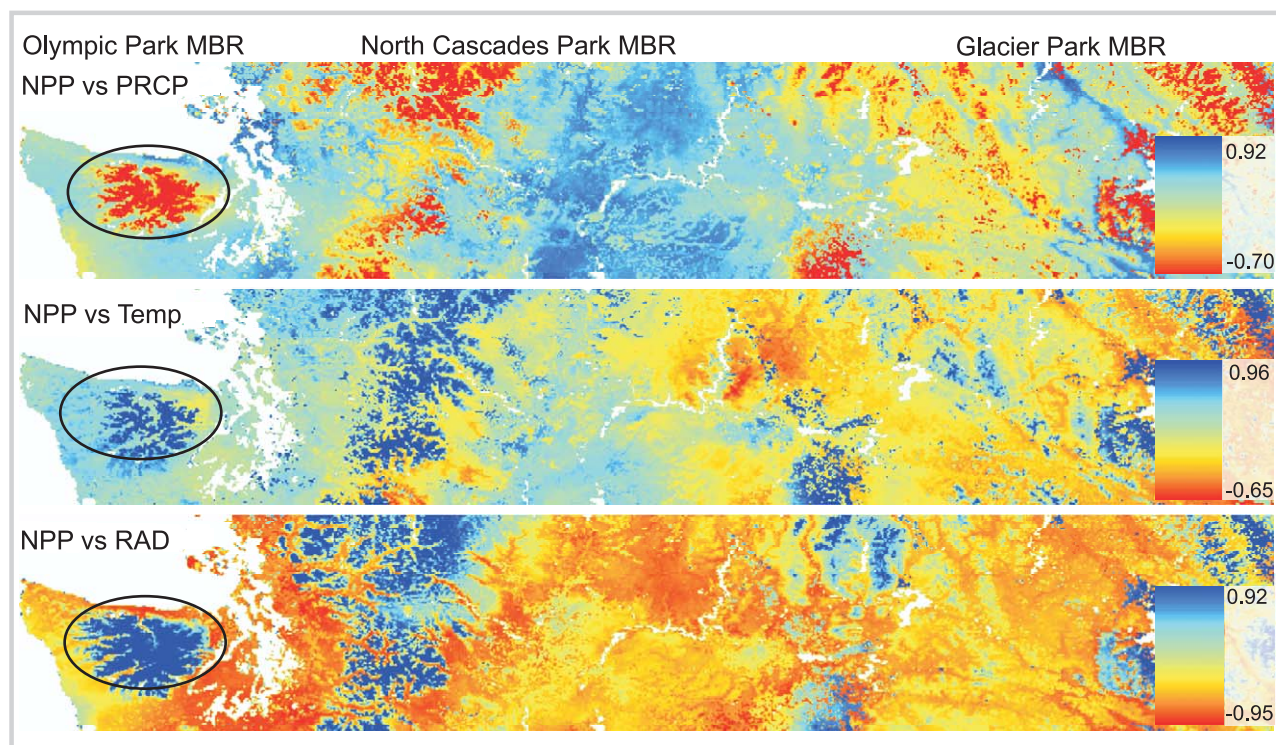 Olympic Park MBR North Cascades Park MBR Glacier Park MBR
NPP vs PRCP
0.92
-0.70
NPP vs Temp
0.96
-0.65
NPP vs RAD
0.92
-0.95